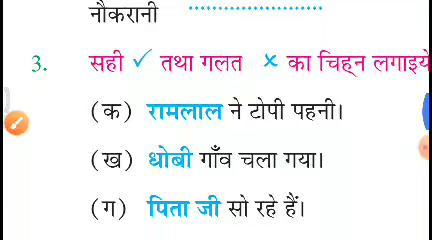 नौकरानी ........................
3. सही ✓ तथा गलत × का चिह्न लगाइये
(क) रामलाल ने टोपी पहनी।
(ख) धोबी गाँव चला गया।
(ग) पिता जी सो रहे हैं।